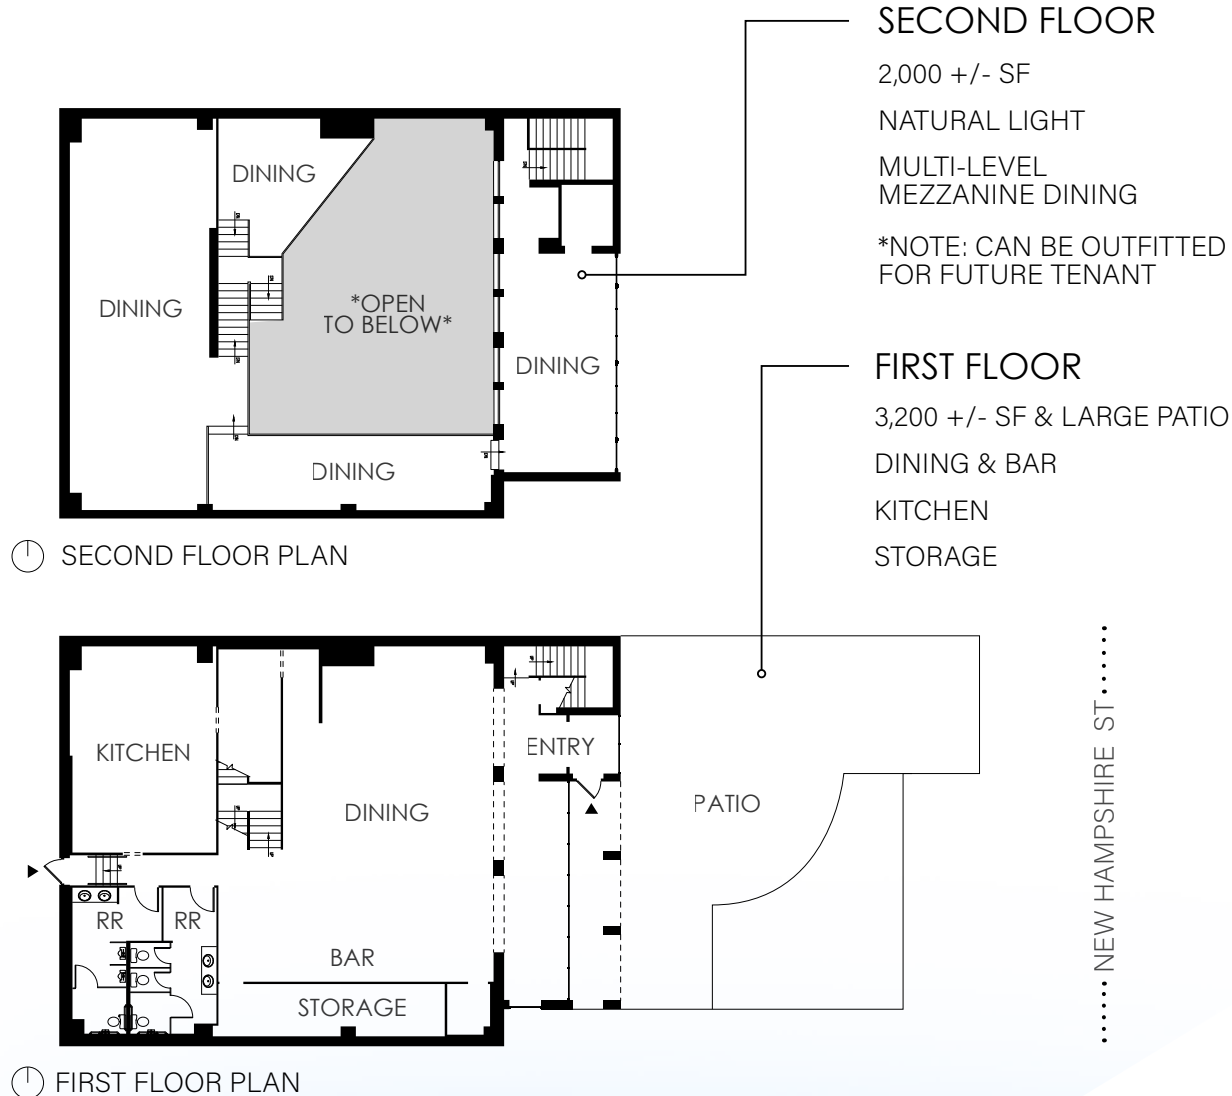 SECOND FLOOR
2,000 +/- SF
NATURAL LIGHT
MULTI-LEVEL
MEZZANINE DINING
*NOTE: CAN BE OUTFITTED
FOR FUTURE TENANT
DINING
DINING
*OPEN
TO BELOW*
DINING
DINING
SECOND FLOOR PLAN
FIRST FLOOR
3,200 +/- SF & LARGE PATIO
DINING & BAR
KITCHEN
STORAGE
KITCHEN
ENTRY
DINING
PATIO
RR
RR
BAR
STORAGE
NEW HAMPSHIRE ST
FIRST FLOOR PLAN